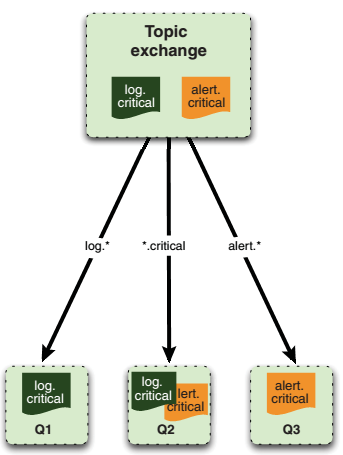 Topic
exchange
log.
critical
alert.
critical
log.*
*.critical
alert.*
log.
critical
log.
critical
lert.
critical
alert.
critical
Q1
Q2
Q3